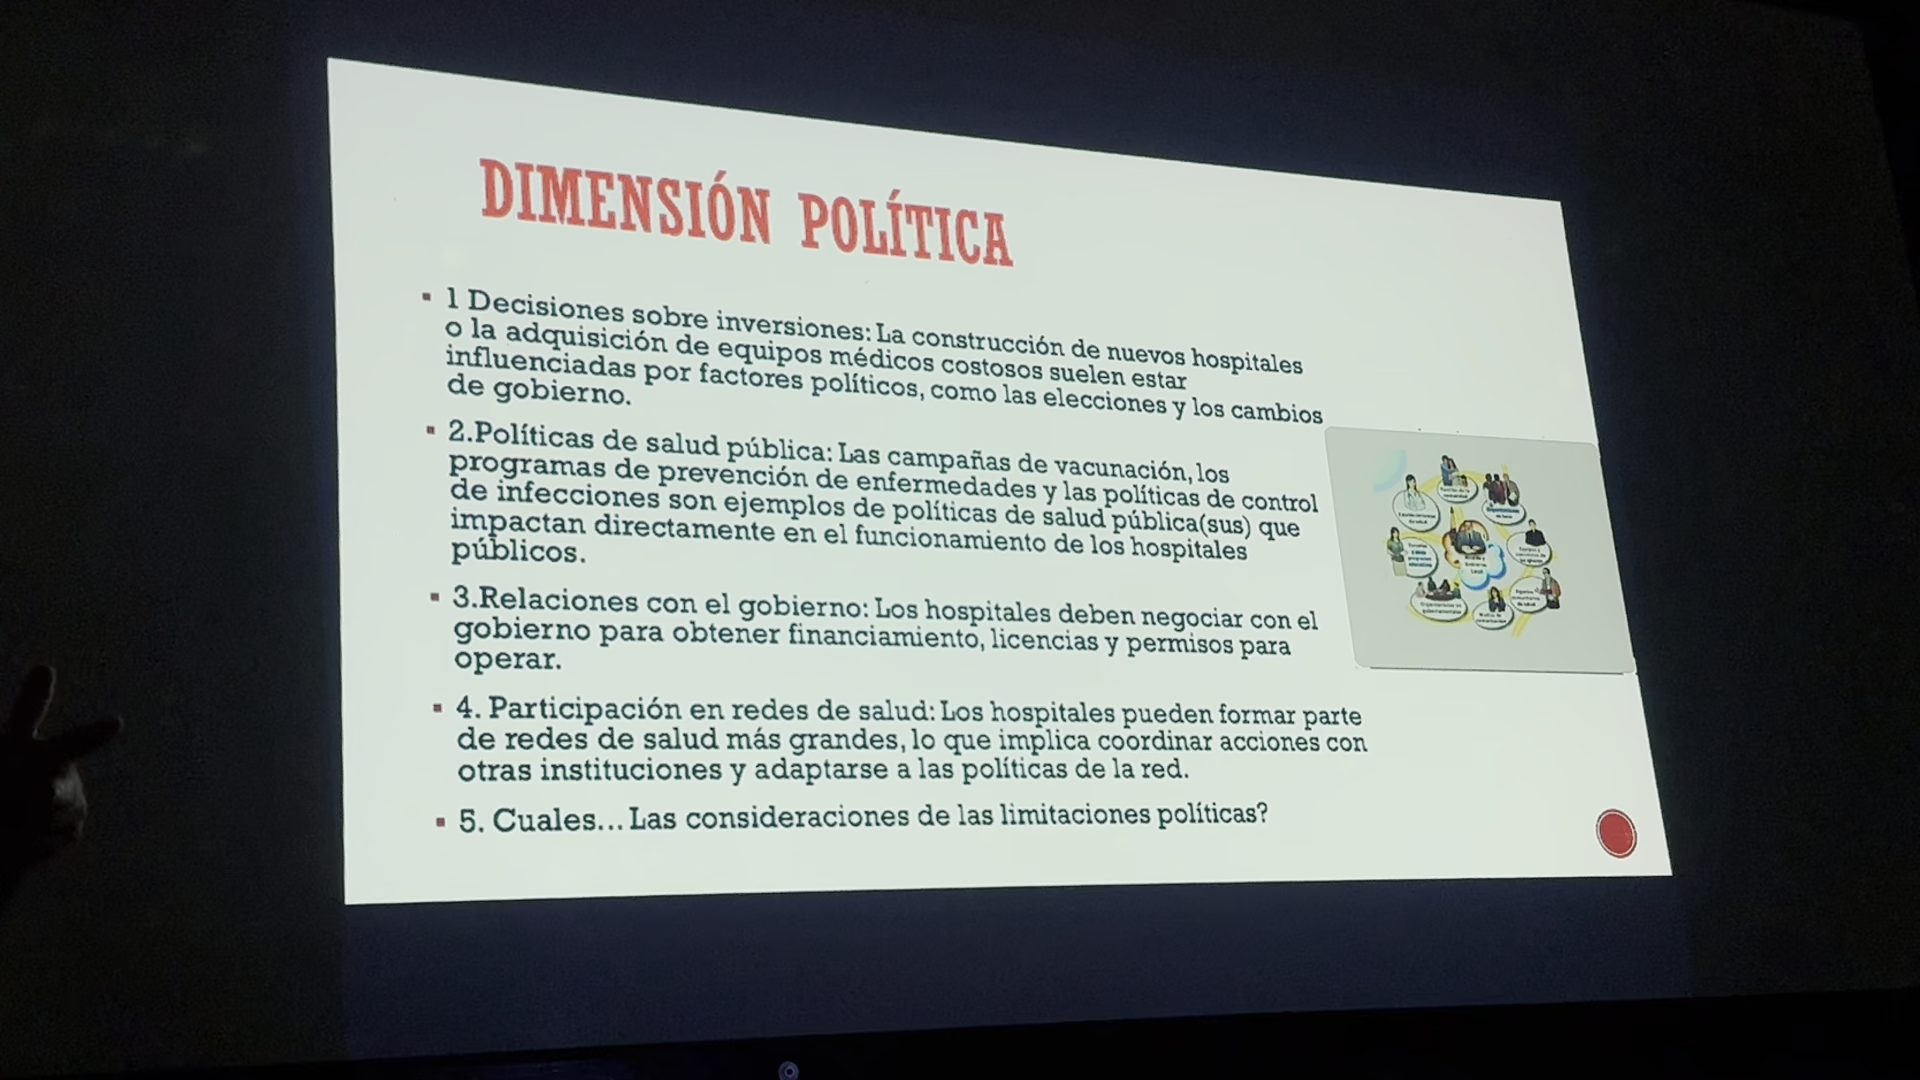 DIMENSIÓN POLÍTICA
1 Decisiones sobre inversiones: La construcción de nuevos hospitales
o la adquisición de equipos médicos costosos suelen estar
influenciadas por factores políticos, como las elecciones y los cambios
de gobierno.
2.Políticas de salud pública: Las campañas de vacunación, los
programas de prevención de enfermedades y las políticas de control
de infecciones son ejemplos de políticas de salud pública(sus) que
impactan directamente en el funcionamiento de los hospitales
públicos.
3.Relaciones con el gobierno: Los hospitales deben negociar con el
gobierno para obtener financiamiento, licencias y permisos para
operar.
4. Participación en redes de salud: Los hospitales pueden formar parte
de redes de salud más grandes, lo que implica coordinar acciones con
otras instituciones y adaptarse a las políticas de la red.
5. Cuales... Las consideraciones de las limitaciones políticas?